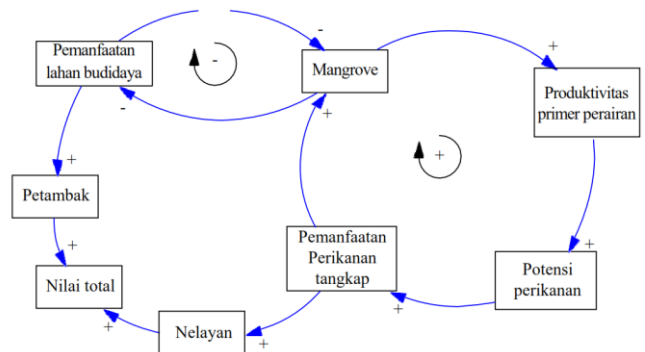 Pemanfaatan
lahan budidaya
-
-
Mangrove
+
-
+
Produktivitas
primer perairan
-
+
+
Petambak
+
Pemanfaatan
Perikanan
tangkap
+
Potensi
perikanan
Nilai total
+
+
Nelayan
+